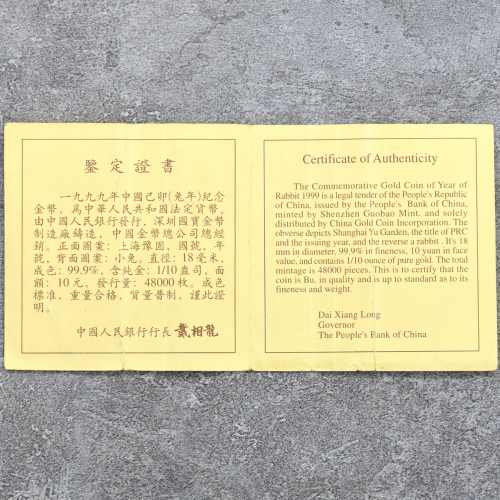 鉴定證書
一九九九年中國己卯(兔年)紀念
金幣，爲中華人民共和國法定貨幣。
由中國人民銀行發行，深圳國寶金幣
制造廠鑄造，中國金幣總公司總經
銷。正面圖案：上海豫園，國號，年
號，背面圖案：小兔。直徑：18毫米，
成色：99.9%，含純金：1/10盎司，面
額：10元，發行量：48000枚。成色
標准，重量合格，質量普制，謹此證
明。
中國人民銀行行長 戴相龍
Certificate of Authenticity
The Commemorative Gold Coin of Year of
Rabbit 1999 is a legal tender of the People's Republic
of China, issued by the People's Bank of China,
minted by Shenzhen Guobao Mint, and solely
distributed by China Gold Coin Incorporation. The
obverse depicts Shanghai Yu Garden, the title of PRC
and the issuing year, and the reverse a rabbit . It's 18
mm in diameter, 99.9% in fineness, 10 yuan in face
value, and contains 1/10 ounce of pure gold. The total
mintage is 48000 pieces. This is to certify that the
coin is Bu. in quality and is up to standard as to its
fineness and weight.
Dai Xiang Long
Governor
The People's Bank of China